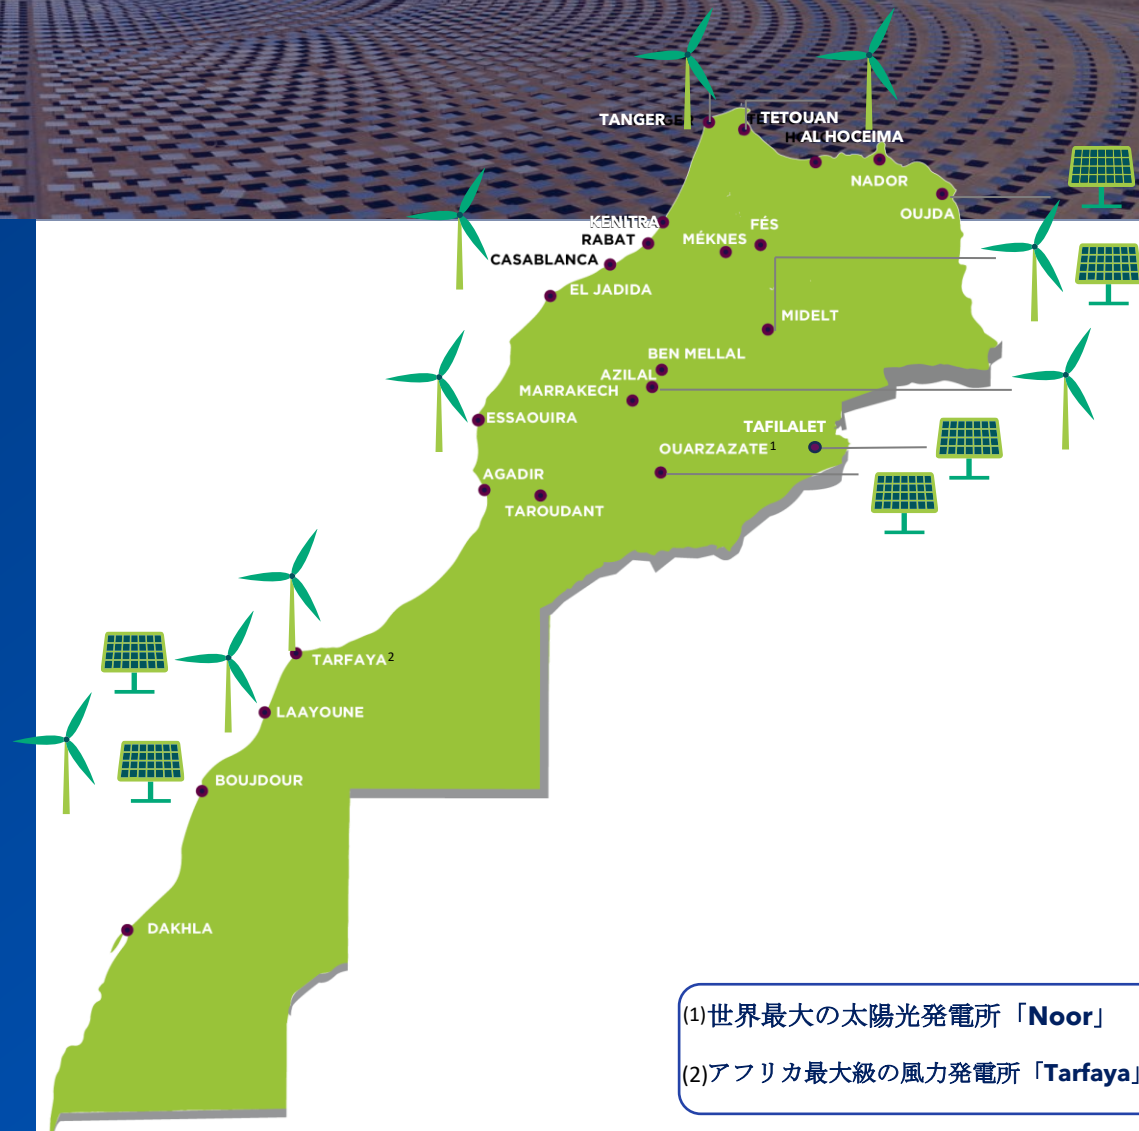 TANGER
TETOUAN
AL HOCEIMA
NADOR
OUJDA
KENITRA
RABAT
FÉS
MÉKNES
CASABLANCA
EL JADIDA
MIDELT
BEN MELLAL
AZILAL
MARRAKECH
ESSAOUIRA
TAFILALET
OUARZAZATE¹
AGADIR
TAROUDANT
TARFAYA²
LAAYOUNE
BOUJDOUR
DAKHLA
(1)世界最大の太陽光発電所「Noor」
(2)アフリカ最大級の風力発電所「Tarfaya」